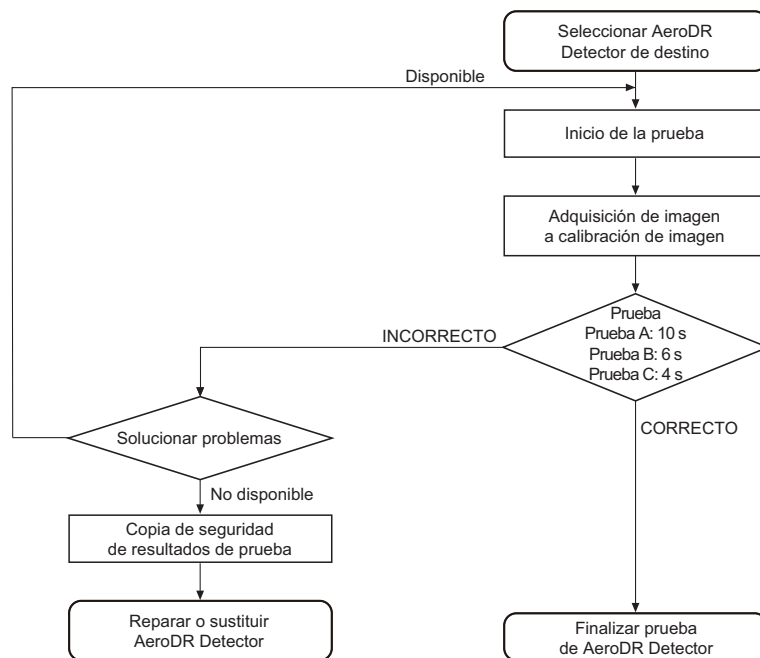 Seleccionar AeroDR
Detector de destino
Disponible
Inicio de la prueba
Adquisición de imagen
a calibración de imagen
Prueba
Prueba A: 10 s
Prueba B: 6 s
Prueba C: 4 s
INCORRECTO
CORRECTO
Solucionar problemas
No disponible
Copia de seguridad
de resultados de prueba
Reparar o sustituir
AeroDR Detector
Finalizar prueba
de AeroDR Detector